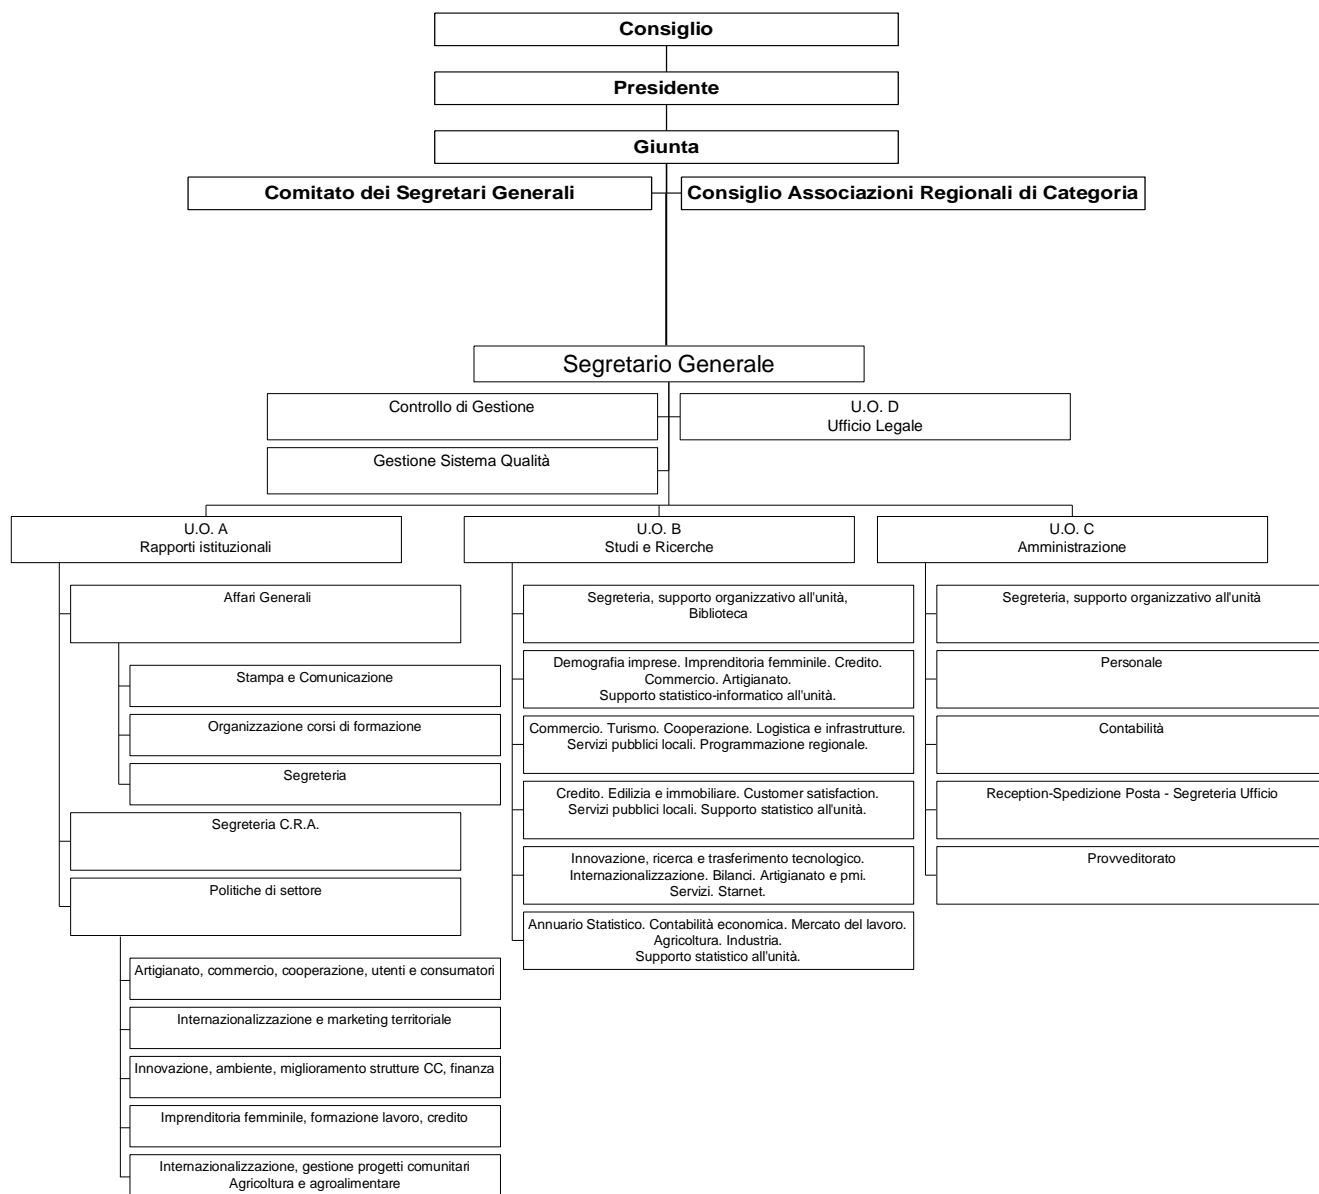 Consiglio
Presidente
Giunta
Comitato dei Segretari Generali
Consiglio Associazioni Regionali di Categoria
Segretario Generale
Controllo di Gestione
U.O. D
Ufficio Legale
Gestione Sistema Qualità
U.O. A
Rapporti istituzionali
Affari Generali
Stampa e Comunicazione
Organizzazione corsi di formazione
Segreteria
Segreteria C.R.A.
Politiche di settore
Artigianato, commercio, cooperazione, utenti e consumatori
Internazionalizzazione e marketing territoriale
Innovazione, ambiente, miglioramento strutture CC, finanza
Imprenditoria femminile, formazione lavoro, credito
Internazionalizzazione, gestione progetti comunitari
Agricoltura e agroalimentare
U.O. B
Studi e Ricerche
Segreteria, supporto organizzativo all'unità,
Biblioteca
Demografia imprese. Imprenditoria femminile. Credito.
Commercio. Artigianato.
Supporto statistico-informatico all'unità.
Commercio. Turismo. Cooperazione. Logistica e infrastrutture.
Servizi pubblici locali. Programmazione regionale.
Credito. Edilizia e immobiliare. Customer satisfaction.
Servizi pubblici locali. Supporto statistico all'unità.
Innovazione, ricerca e trasferimento tecnologico.
Internazionalizzazione. Bilanci. Artigianato e pmi.
Servizi. Starnet.
Annuario Statistico. Contabilità economica. Mercato del lavoro.
Agricoltura. Industria.
Supporto statistico all'unità.
U.O. C
Amministrazione
Segreteria, supporto organizzativo all'unità
Personale
Contabilità
Reception-Spedizione Posta - Segreteria Ufficio
Provveditorato